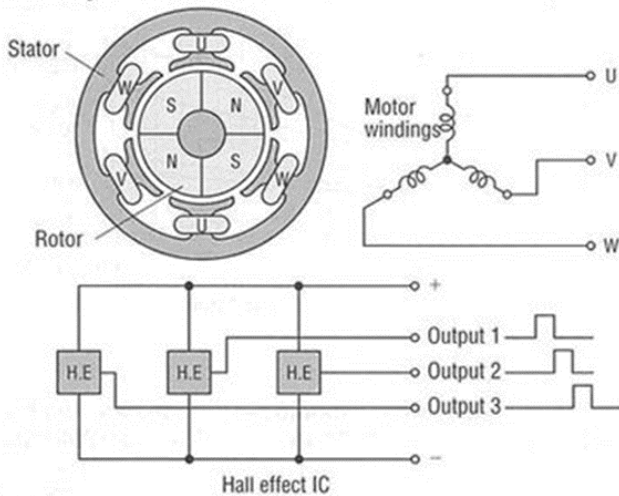 Stator
U
W
V
S
N
N
S
V
W
U
Rotor
Motor
windings
U
V
W
+
Output 1
H.E
H.E
H.E
Output 2
Output 3
−
Hall effect IC